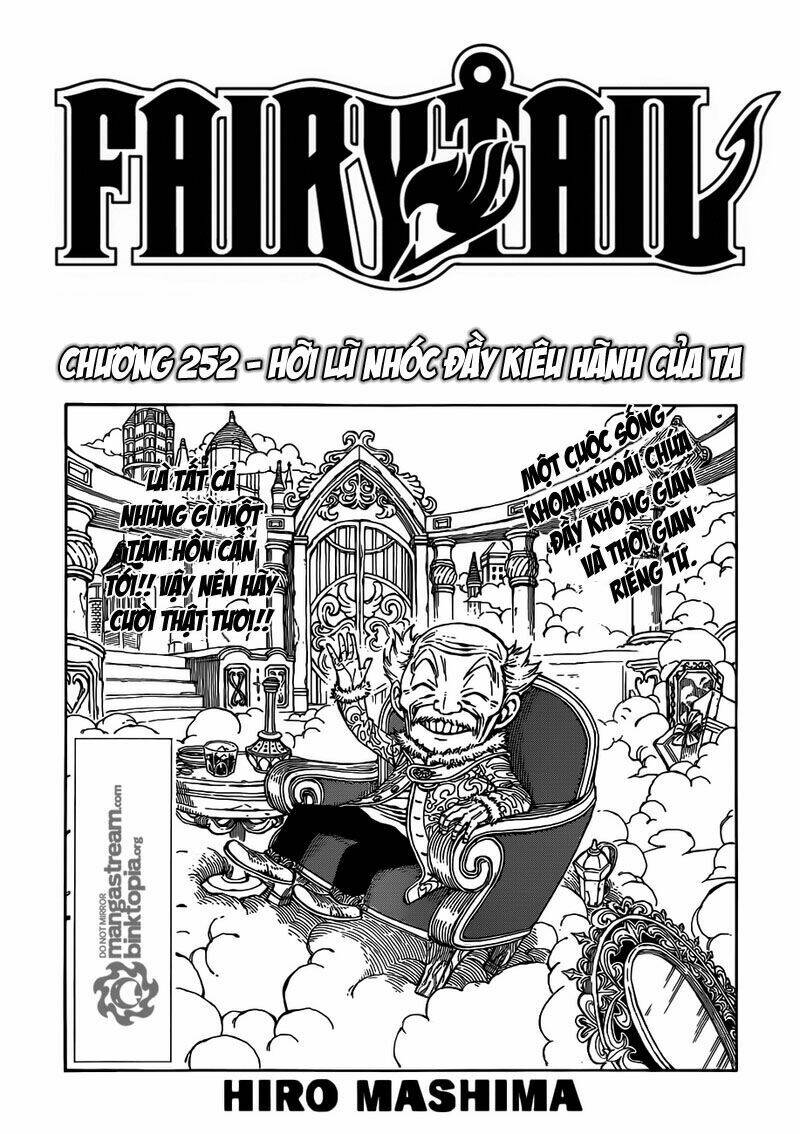 FAIRY TAIL
CHƯƠNG 252 - HỠI LŨ NHÓC ĐẦY KIÊU HÃNH CỦA TA
MỘT CUỘC SỐNG
KHOAN KHOÁI CHỨA
ĐẦY KHÔNG GIAN
VÀ THỜI GIAN
RIÊNG TƯ.
LÀ TẤT CẢ
NHỮNG GÌ MỘT
TÂM HỒN CẦN
TỚI!! VẬY NÊN HÃY
CƯỜI THẬT TƯƠI!!
DO NOT MIRROR
mangastream.com
binktopia.org
HIRO MASHIMA